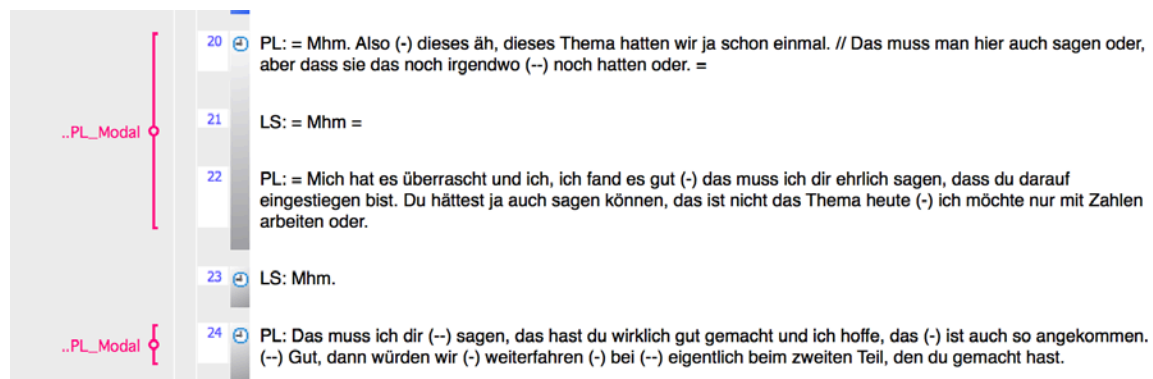 20 PL: = Mhm. Also (-) dieses äh, dieses Thema hatten wir ja schon einmal. // Das muss man hier auch sagen oder,
aber dass sie das noch irgendwo (--) noch hatten oder. =
..PL_Modal 21 LS: = Mhm =
22 PL: = Mich hat es überrascht und ich, ich fand es gut (-) das muss ich dir ehrlich sagen, dass du darauf
eingestiegen bist. Du hättest ja auch sagen können, das ist nicht das Thema heute (-) ich möchte nur mit Zahlen
arbeiten oder.
23 LS: Mhm.
..PL_Modal 24 PL: Das muss ich dir (--) sagen, das hast du wirklich gut gemacht und ich hoffe, das (-) ist auch so angekommen.
(--) Gut, dann würden wir (-) weiterfahren (-) bei (--) eigentlich beim zweiten Teil, den du gemacht hast.